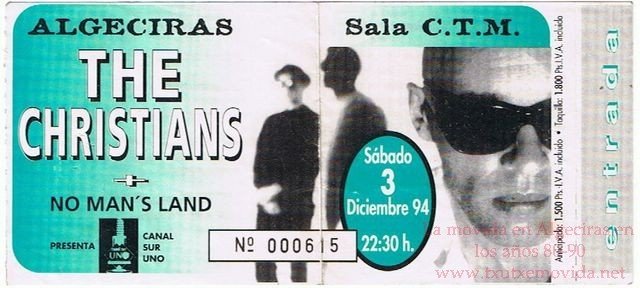 ALGECIRAS
Sala C.T.M.
THE
CHRISTIANS
NO MAN´S LAND
PRESENTA
UNO
CANAL
SUR
UNO
Nº 000615
Sábado
3
Diciembre 94
22:30 h.
Anticipada: 1.500 Pts.-I.V.A. incluido • Taquilla: 1.800 Pts.I.V.A. incluido
entrada
a movida en Algeciras en
los años 80-90
www.brutxemovida.net